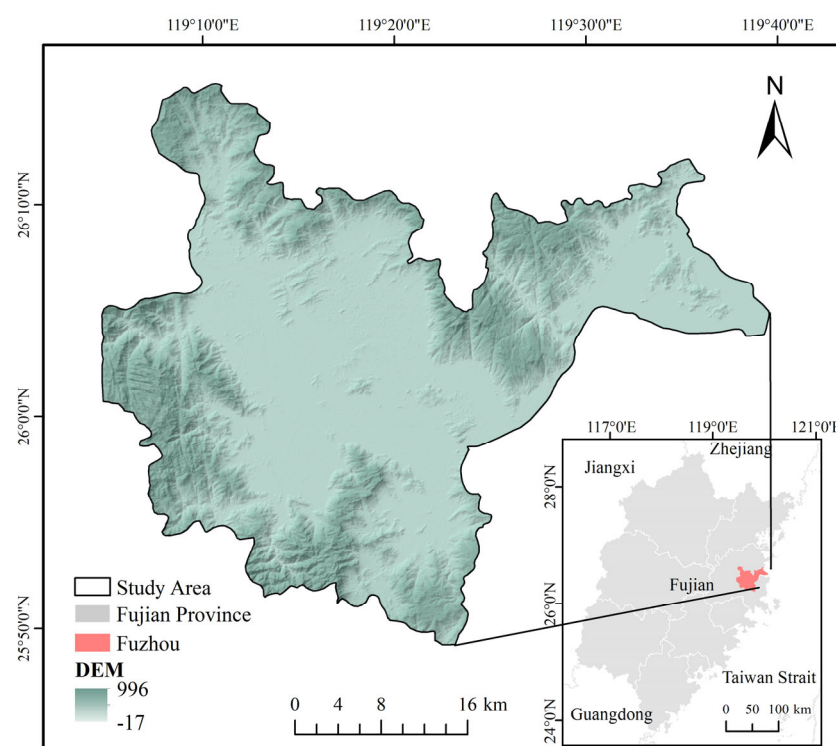 119°10'0"E 119°20'0"E 119°30'0"E 119°40'0"E
N
26°10'0"N
26°0'0"N
25°50'0"N
Study Area
Fujian Province
Fuzhou
DEM
996
-17
0 4 8 16 km
117°0'E 119°0'E 121°0'E
Zhejiang
Jiangxi
28°0'N
Fujian
26°0'N
Taiwan Strait
Guangdong
24°0'N
0 50 100 km